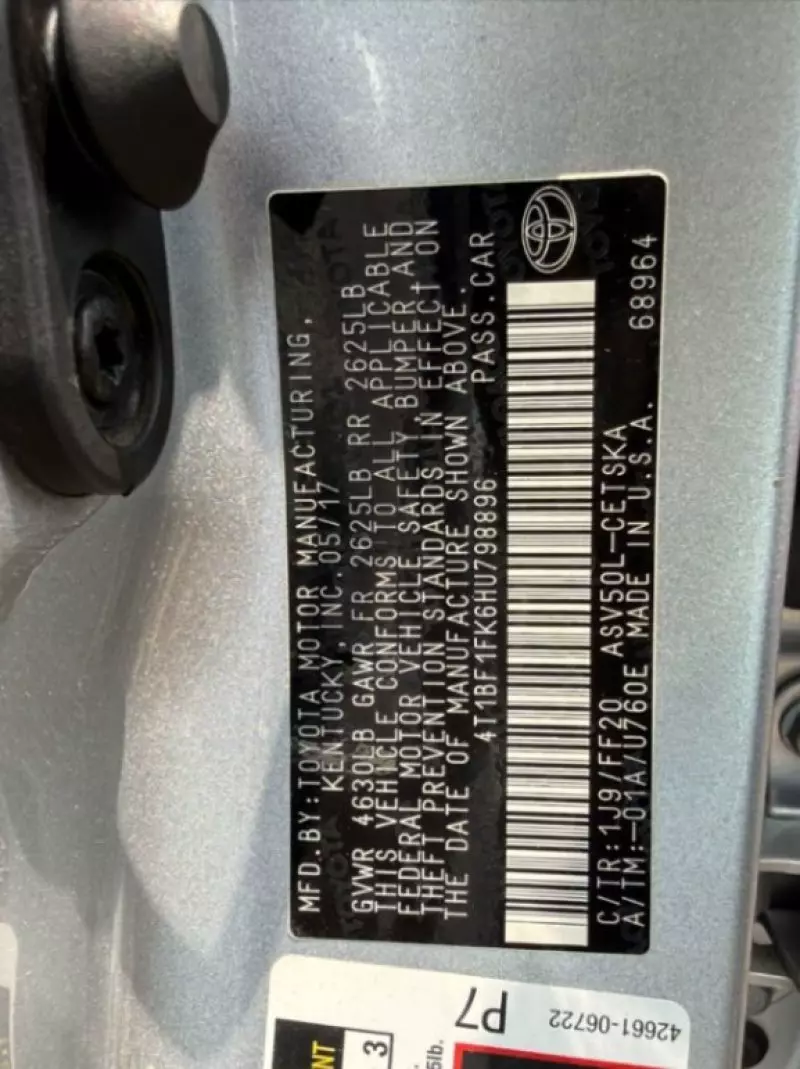 MFD.BY:TOYOTA MOTOR MANUFACTURING,
KENTUCKY, INC. 05/17
GVWR 4630LB GAWR FR 2625LB RR 2625LB
THIS VEHICLE CONFORMS TO ALL APPLICABLE
FEDERAL MOTOR VEHICLE SAFETY, BUMPER, AND
THEFT PREVENTION STANDARDS IN EFFECT ON
THE DATE OF MANUFACTURE SHOWN ABOVE.
4T1BF1FK6HU798896 PASS.CAR
C/TR:1J9/FF20 ASV50L-CETSKA
A/TM:-01A/U760E MADE IN U.S.A. 68964
P7
42661-06722
3